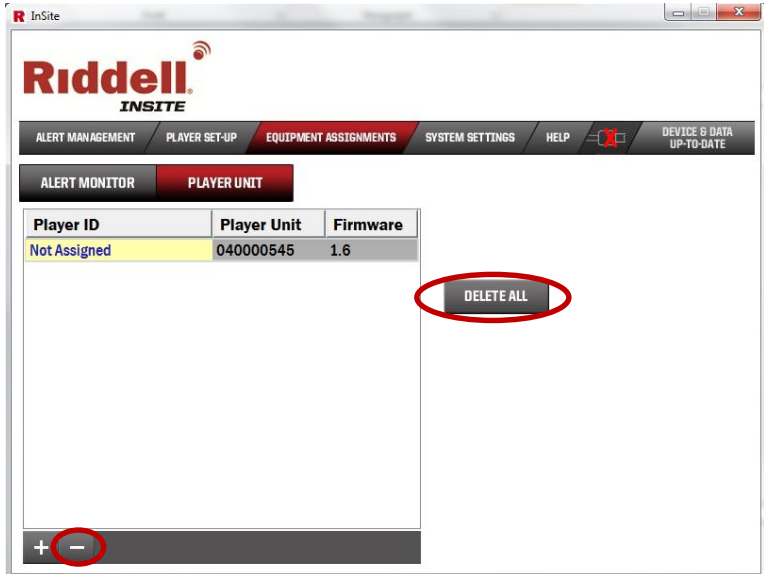 R InSite
Riddell.
INSITE
ALERT MANAGEMENT PLAYER SET-UP EQUIPMENT ASSIGNMENTS SYSTEM SETTINGS HELP DEVICE & DATA
UP-TO-DATE
ALERT MONITOR PLAYER UNIT
Player ID Player Unit Firmware
Not Assigned 040000545 1.6
DELETE ALL
+ −